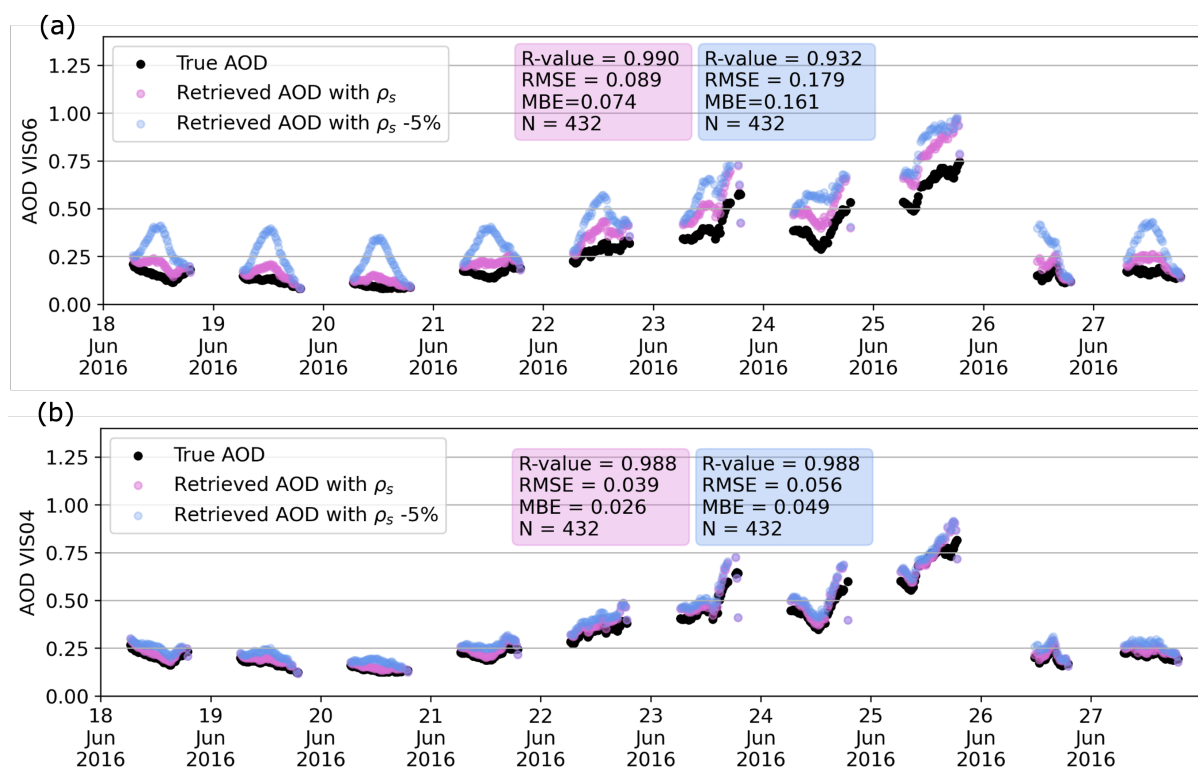 (a)
True AOD
Retrieved AOD with ρs
Retrieved AOD with ρs -5%
R-value = 0.990
RMSE = 0.089
MBE=0.074
N = 432
R-value = 0.932
RMSE = 0.179
MBE=0.161
N = 432
AOD VIS06
1.25
1.00
0.75
0.50
0.25
0.00
18 19 20 21 22 23 24 25 26 27
Jun Jun Jun Jun Jun Jun Jun Jun Jun Jun
2016 2016 2016 2016 2016 2016 2016 2016 2016 2016
(b)
True AOD
Retrieved AOD with ρs
Retrieved AOD with ρs -5%
R-value = 0.988
RMSE = 0.039
MBE = 0.026
N = 432
R-value = 0.988
RMSE = 0.056
MBE = 0.049
N = 432
AOD VIS04
1.25
1.00
0.75
0.50
0.25
0.00
18 19 20 21 22 23 24 25 26 27
Jun Jun Jun Jun Jun Jun Jun Jun Jun Jun
2016 2016 2016 2016 2016 2016 2016 2016 2016 2016